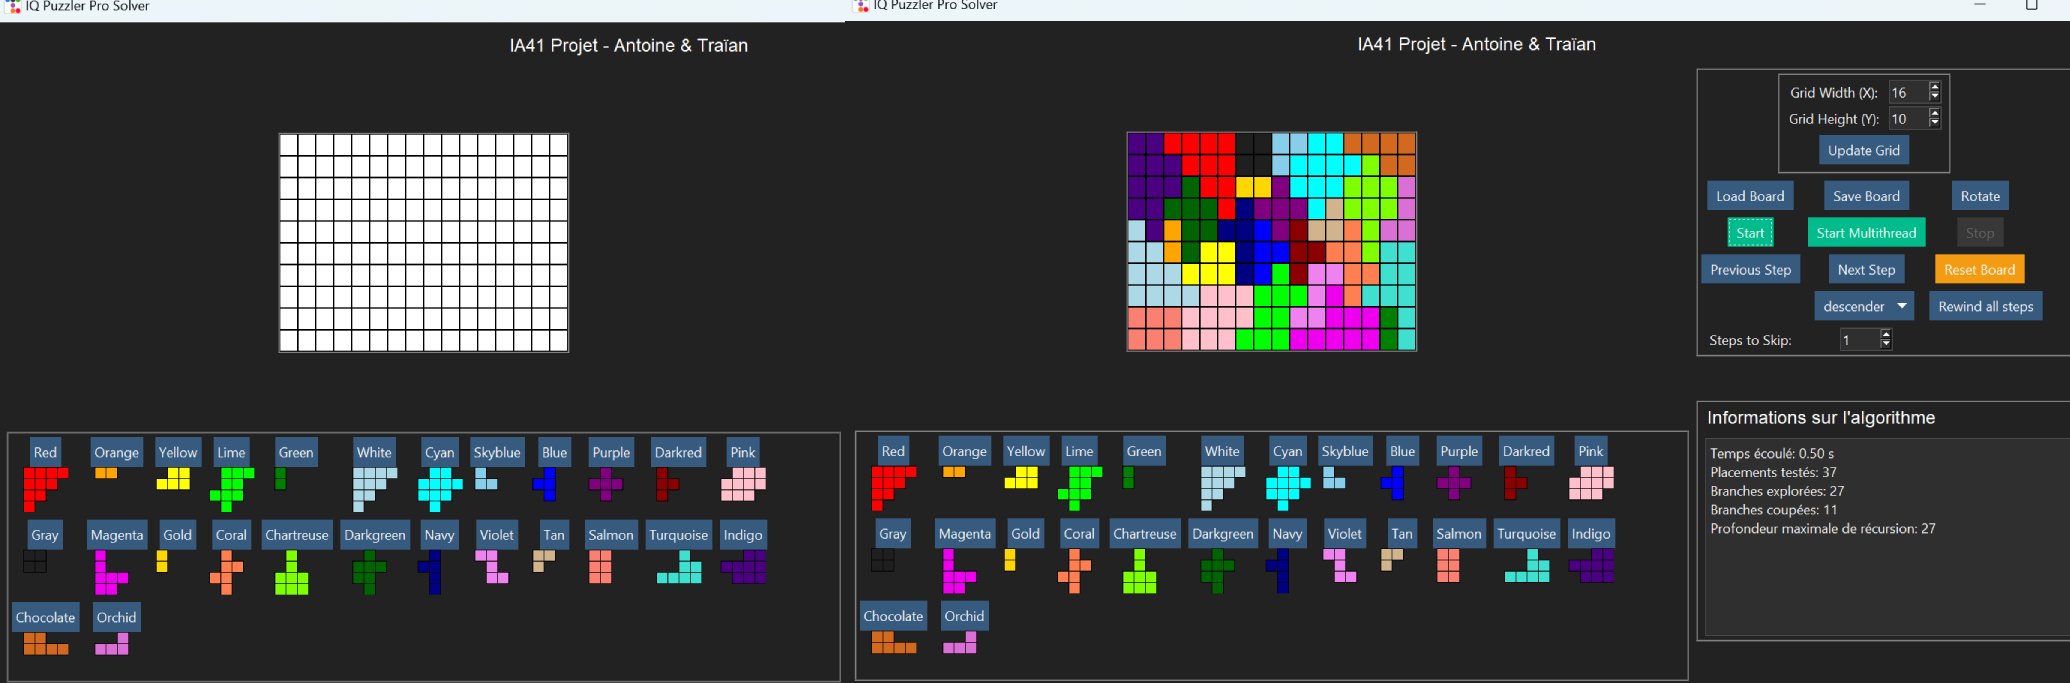 IQ Puzzler Pro Solver
IA41 Projet - Antoine & Traïan
Red Orange Yellow Lime Green White Cyan Skyblue Blue Purple Darkred Pink
Gray Magenta Gold Coral Chartreuse Darkgreen Navy Violet Tan Salmon Turquoise Indigo
Chocolate Orchid
IQ Puzzler Pro Solver
IA41 Projet - Antoine & Traïan
Red Orange Yellow Lime Green White Cyan Skyblue Blue Purple Darkred Pink
Gray Magenta Gold Coral Chartreuse Darkgreen Navy Violet Tan Salmon Turquoise Indigo
Chocolate Orchid
Grid Width (X): 16
Grid Height (Y): 10
Update Grid
Load Board Save Board Rotate
Start Start Multithread Stop
Previous Step Next Step Reset Board
descender Rewind all steps
Steps to Skip: 1
Informations sur l'algorithme
Temps écoulé: 0.50 s
Placements testés: 37
Branches explorées: 27
Branches coupées: 11
Profondeur maximale de récursion: 27